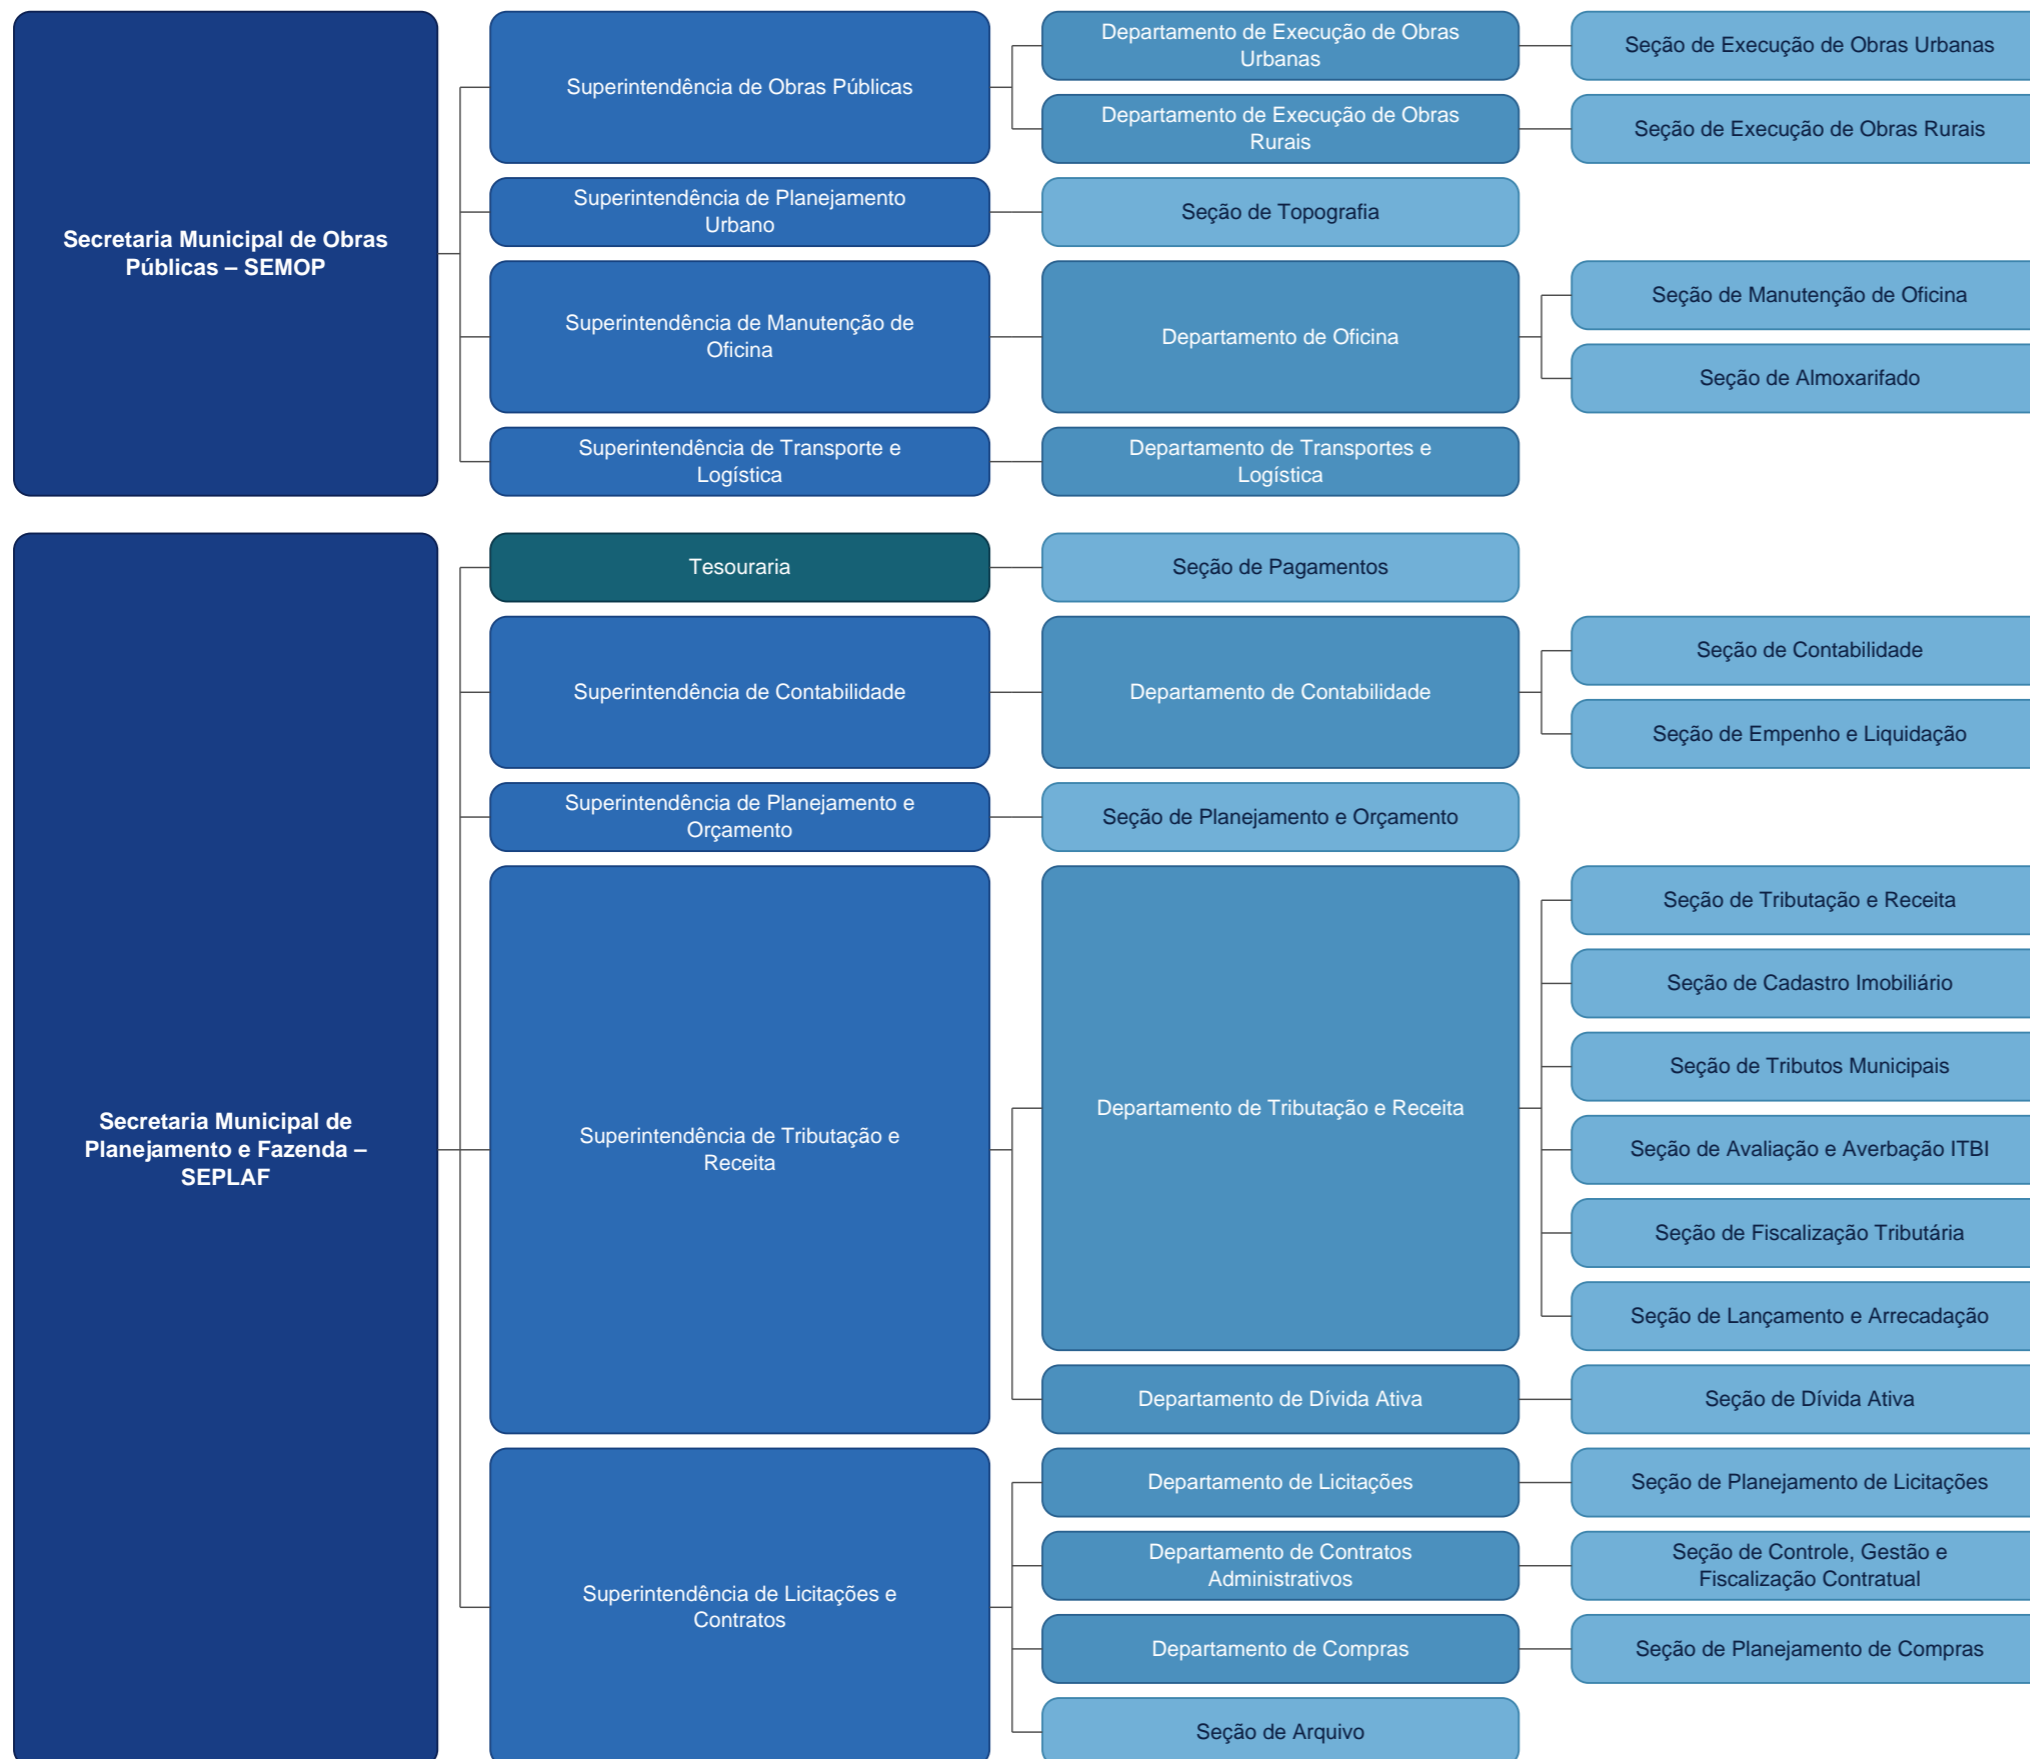 Secretaria Municipal de Obras
Públicas – SEMOP
Superintendência de Obras Públicas
Departamento de Execução de Obras
Urbanas
Seção de Execução de Obras Urbanas
Departamento de Execução de Obras
Rurais
Seção de Execução de Obras Rurais
Superintendência de Planejamento
Urbano
Seção de Topografia
Superintendência de Manutenção de
Oficina
Departamento de Oficina
Seção de Manutenção de Oficina
Seção de Almoxarifado
Superintendência de Transporte e
Logística
Departamento de Transportes e
Logística
Secretaria Municipal de
Planejamento e Fazenda –
SEPLAF
Tesouraria
Seção de Pagamentos
Superintendência de Contabilidade
Departamento de Contabilidade
Seção de Contabilidade
Seção de Empenho e Liquidação
Superintendência de Planejamento e
Orçamento
Seção de Planejamento e Orçamento
Superintendência de Tributação e
Receita
Departamento de Tributação e Receita
Seção de Tributação e Receita
Seção de Cadastro Imobiliário
Seção de Tributos Municipais
Seção de Avaliação e Averbação ITBI
Seção de Fiscalização Tributária
Seção de Lançamento e Arrecadação
Departamento de Dívida Ativa
Seção de Dívida Ativa
Superintendência de Licitações e
Contratos
Departamento de Licitações
Seção de Planejamento de Licitações
Departamento de Contratos
Administrativos
Seção de Controle, Gestão e
Fiscalização Contratual
Departamento de Compras
Seção de Planejamento de Compras
Seção de Arquivo